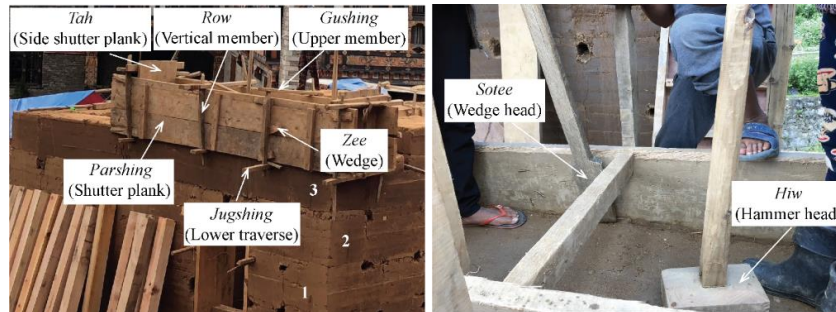 Tah
(Side shutter plank)
Row
(Vertical member)
Gushing
(Upper member)
Zee
(Wedge)
Parshing
(Shutter plank)
Jugshing
(Lower traverse)
3
2
1
Sotee
(Wedge head)
Hiw
(Hammer head)